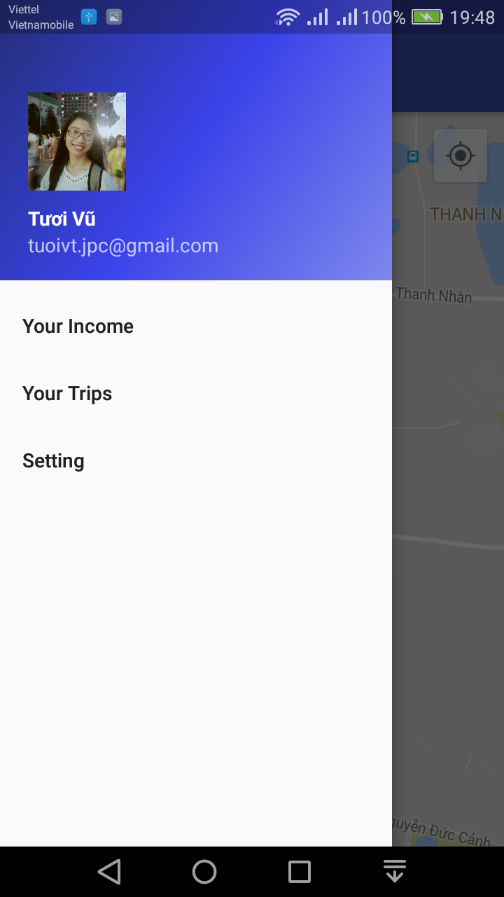 Viettel
Vietnamobile
100%
19:48
Tươi Vũ
tuoivt.jpc@gmail.com
THANH N
Thanh Nhàn
Your Income
Your Trips
Setting
guyễn Đức Cảnh